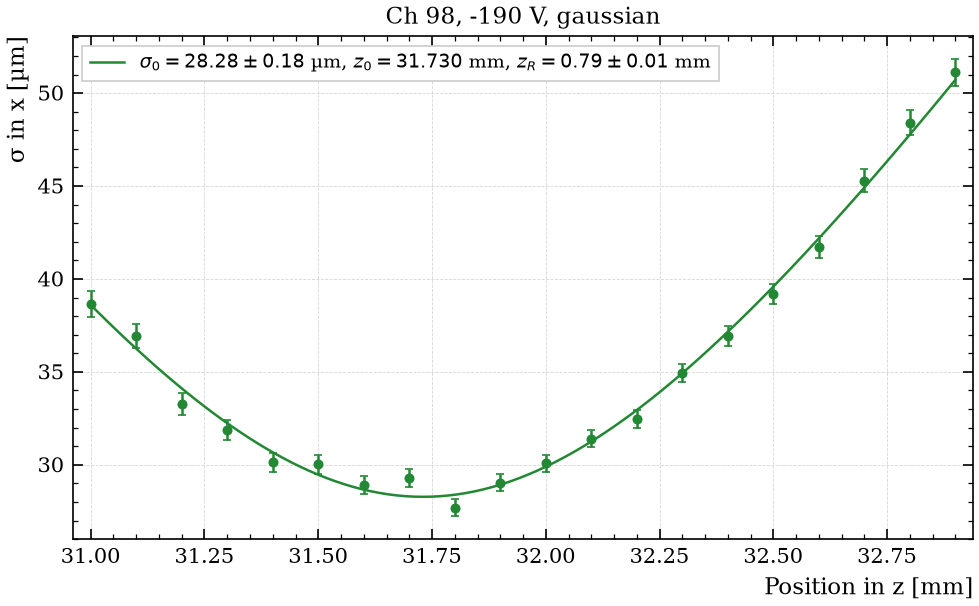 Ch 98, -190 V, gaussian
σ in x [µm]
σ₀ = 28.28 ± 0.18 µm, z₀ = 31.730 mm, z_R = 0.79 ± 0.01 mm
50
45
40
35
30
31.00 31.25 31.50 31.75 32.00 32.25 32.50 32.75
Position in z [mm]